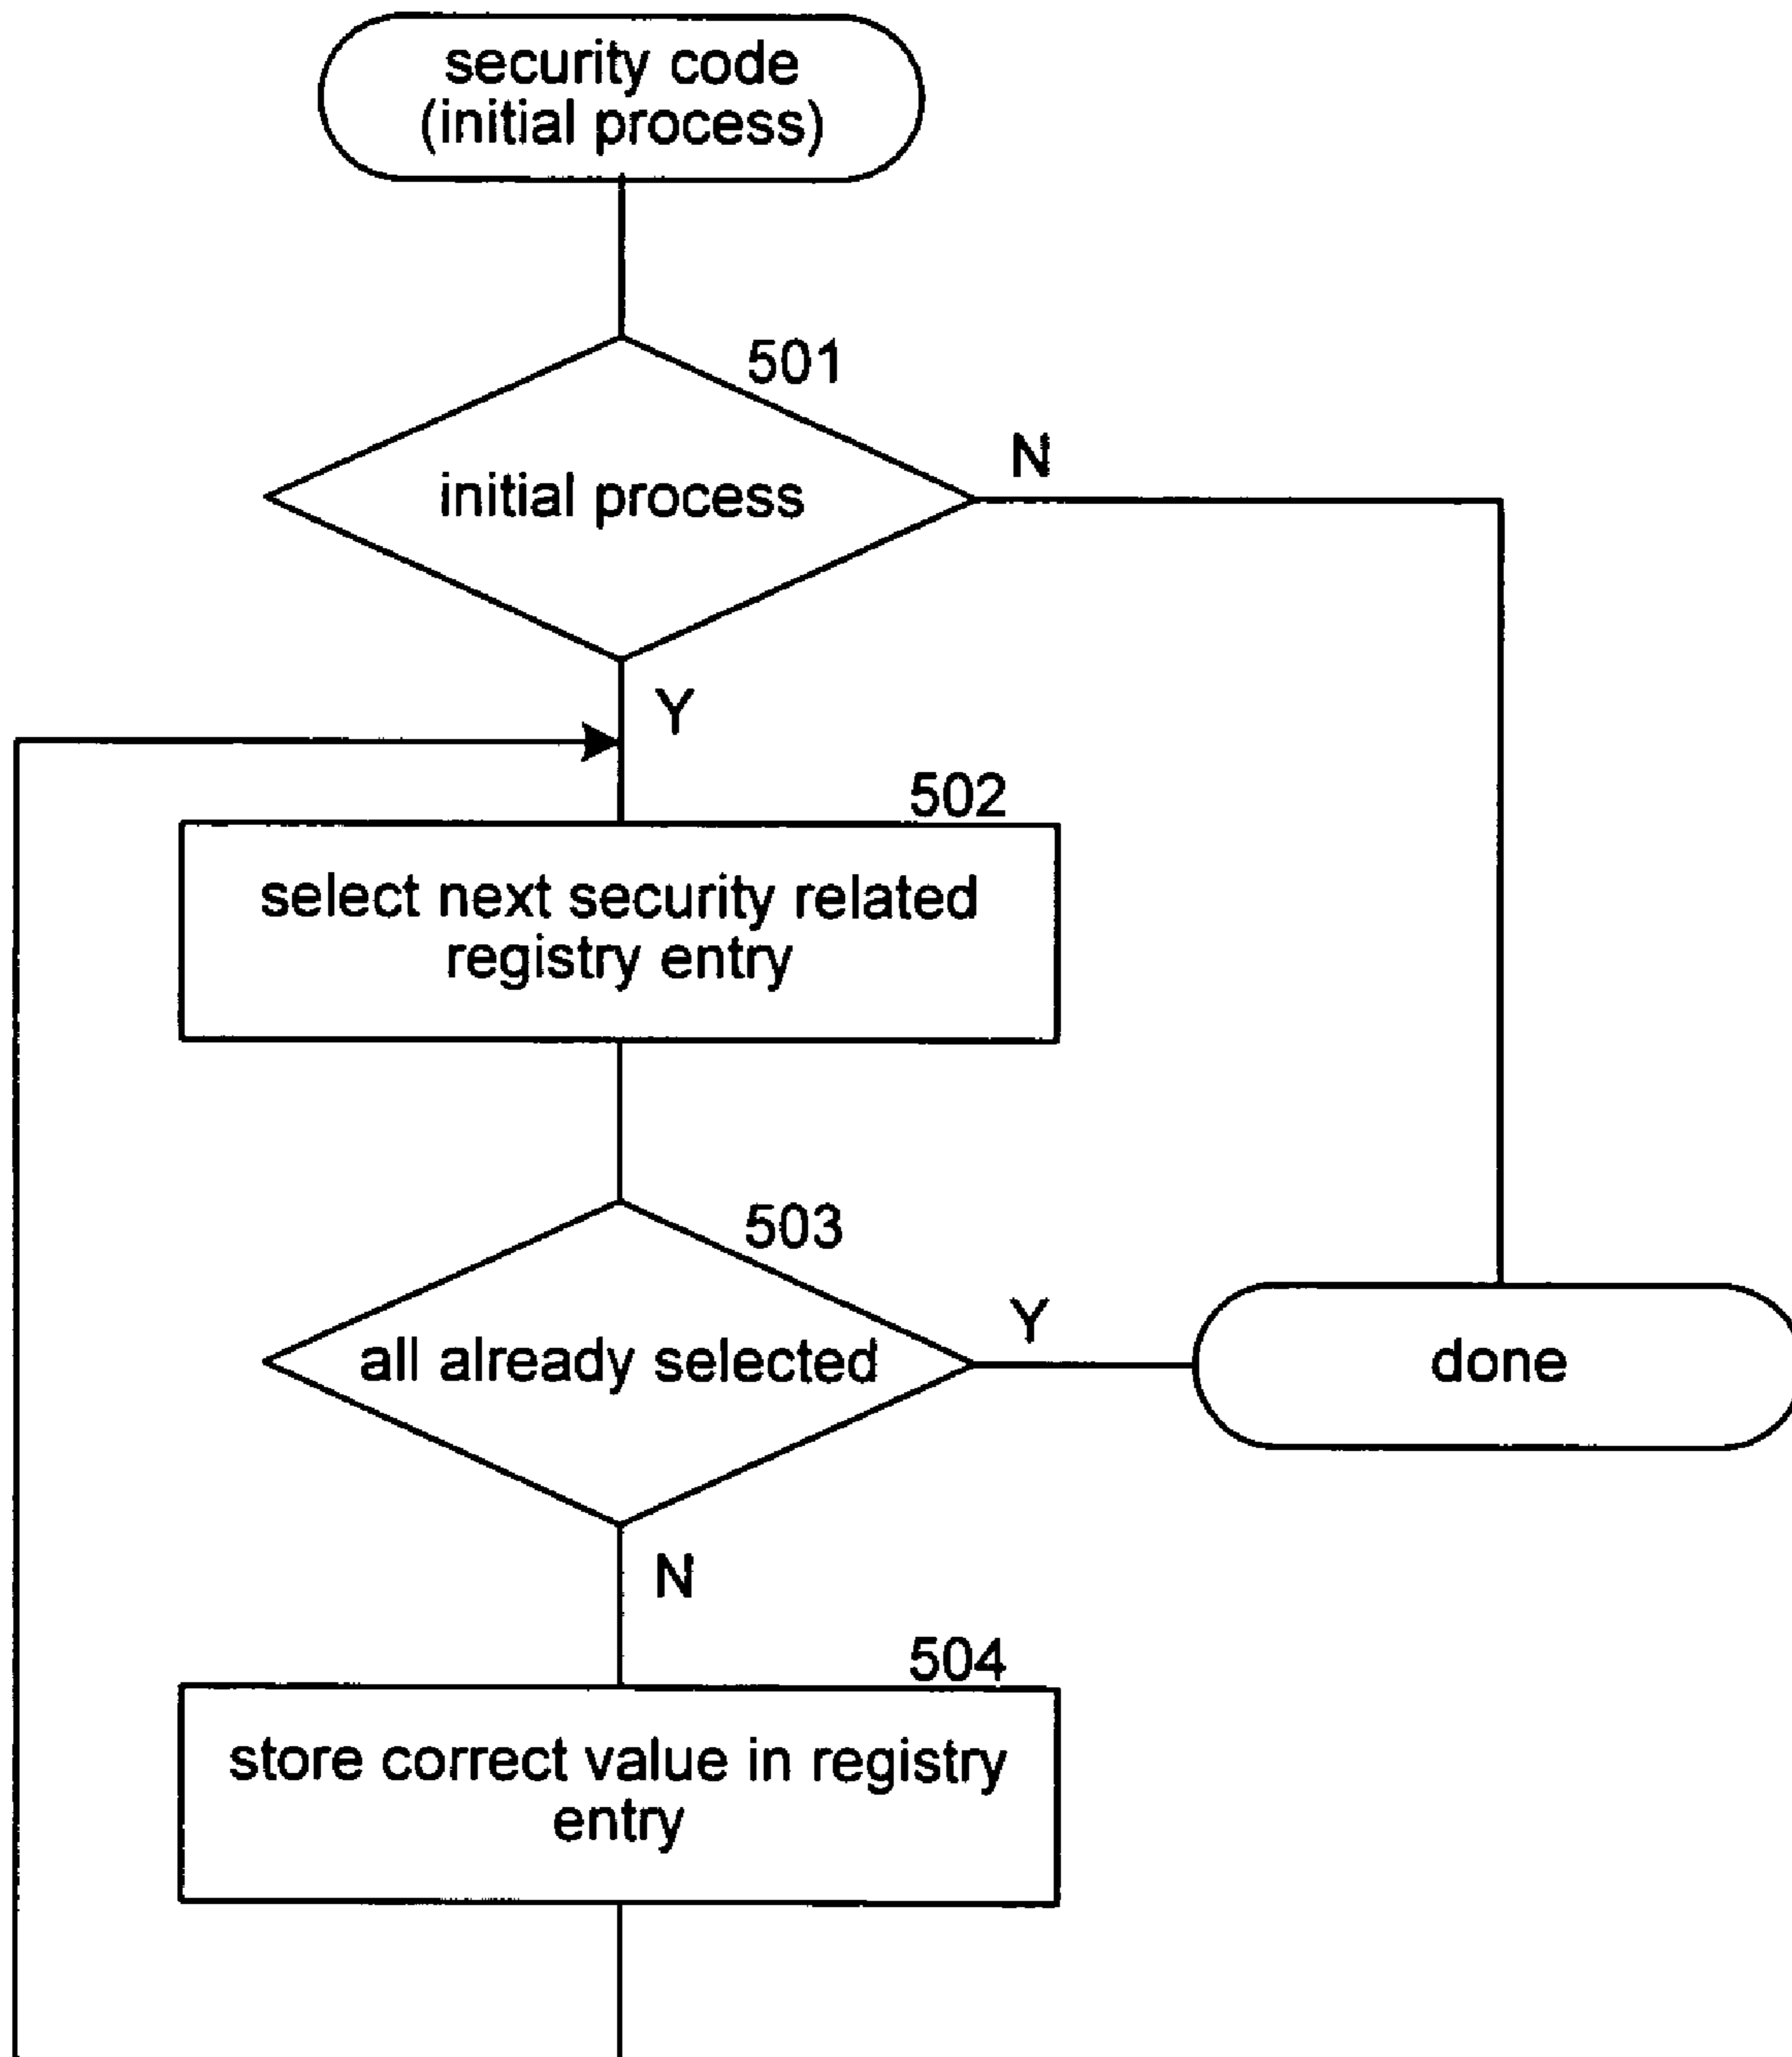 security code
(initial process)
501
initial process
N
Y
502
select next security related
registry entry
503
all already selected
Y
done
N
504
store correct value in registry
entry